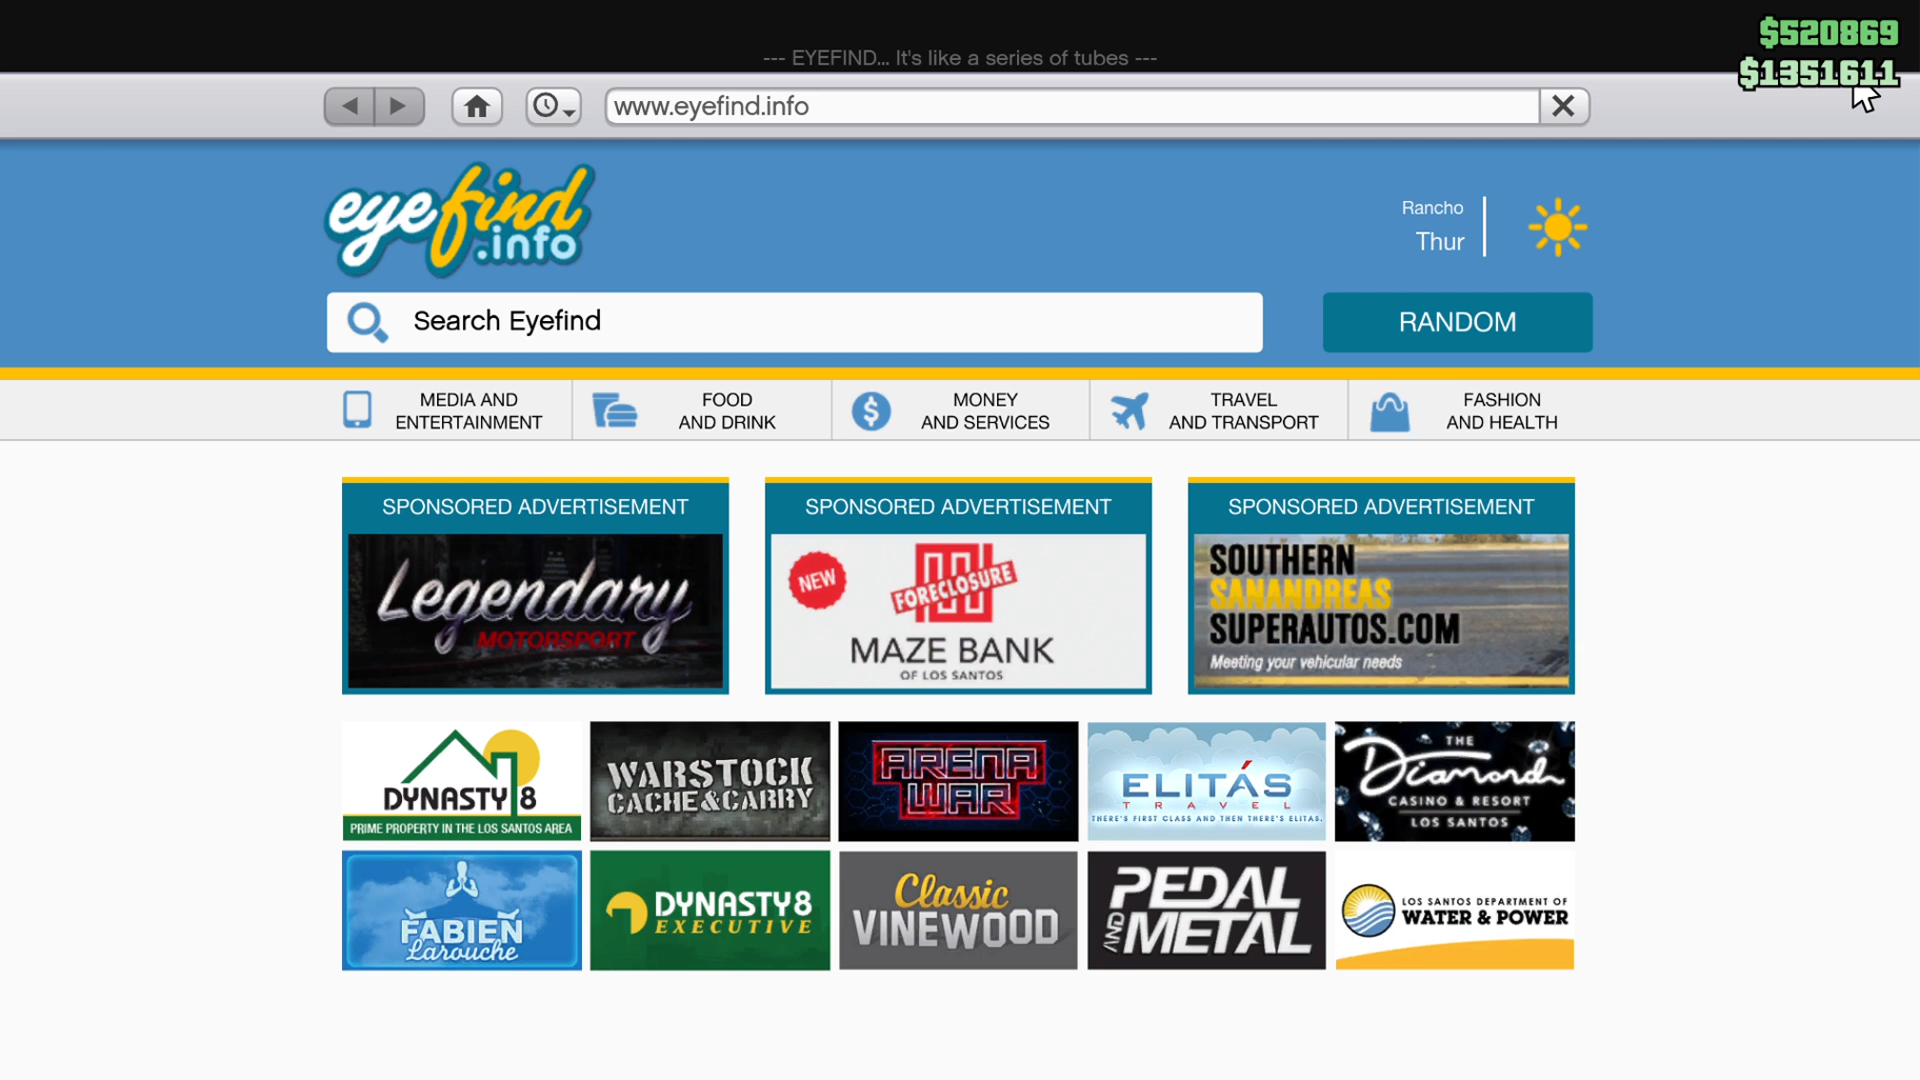 $520869
--- EYEFIND... It's like a series of tubes ---
$1351611
www.eyefind.info
eyefind
.info
Rancho
Thur
Search Eyefind
RANDOM
MEDIA AND
ENTERTAINMENT
FOOD
AND DRINK
MONEY
AND SERVICES
TRAVEL
AND TRANSPORT
FASHION
AND HEALTH
SPONSORED ADVERTISEMENT
Legendary
MOTORSPORT
SPONSORED ADVERTISEMENT
NEW
FORECLOSURE
MAZE BANK
OF LOS SANTOS
SPONSORED ADVERTISEMENT
SOUTHERN
SANANDREAS
SUPERAUTOS.COM
Meeting your vehicular needs
DYNASTY 8
PRIME PROPERTY IN THE LOS SANTOS AREA
WARSTOCK
CACHE&CARRY
ARENA
WAR
ELITÁS
TRAVEL
THERE'S FIRST CLASS AND THEN THERE'S ELITAS.
THE
Diamond
CASINO & RESORT
LOS SANTOS
FABIEN
Larouche
DYNASTY8
EXECUTIVE
Classic
VINEWOOD
PEDAL
AND
METAL
LOS SANTOS DEPARTMENT OF
WATER & POWER